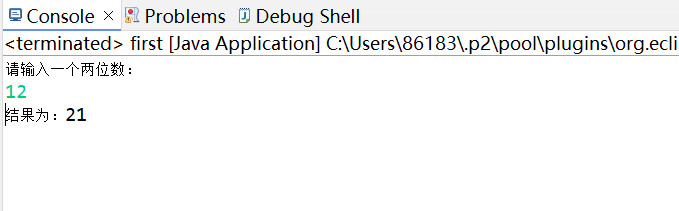 Console × Problems Debug Shell
<terminated> first [Java Application] C:\Users\86183\.p2\pool\plugins\org.ecli
请输入一个两位数：
12
结果为：21